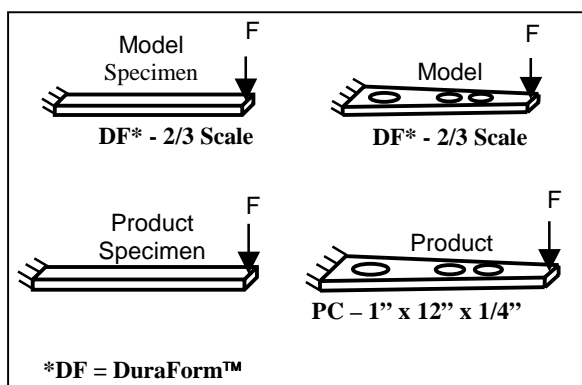 Model
Specimen
F
DF* - 2/3 Scale
F
Model
DF* - 2/3 Scale
Product
Specimen
F
F
Product
PC – 1” x 12” x 1/4”
*DF = DuraForm™